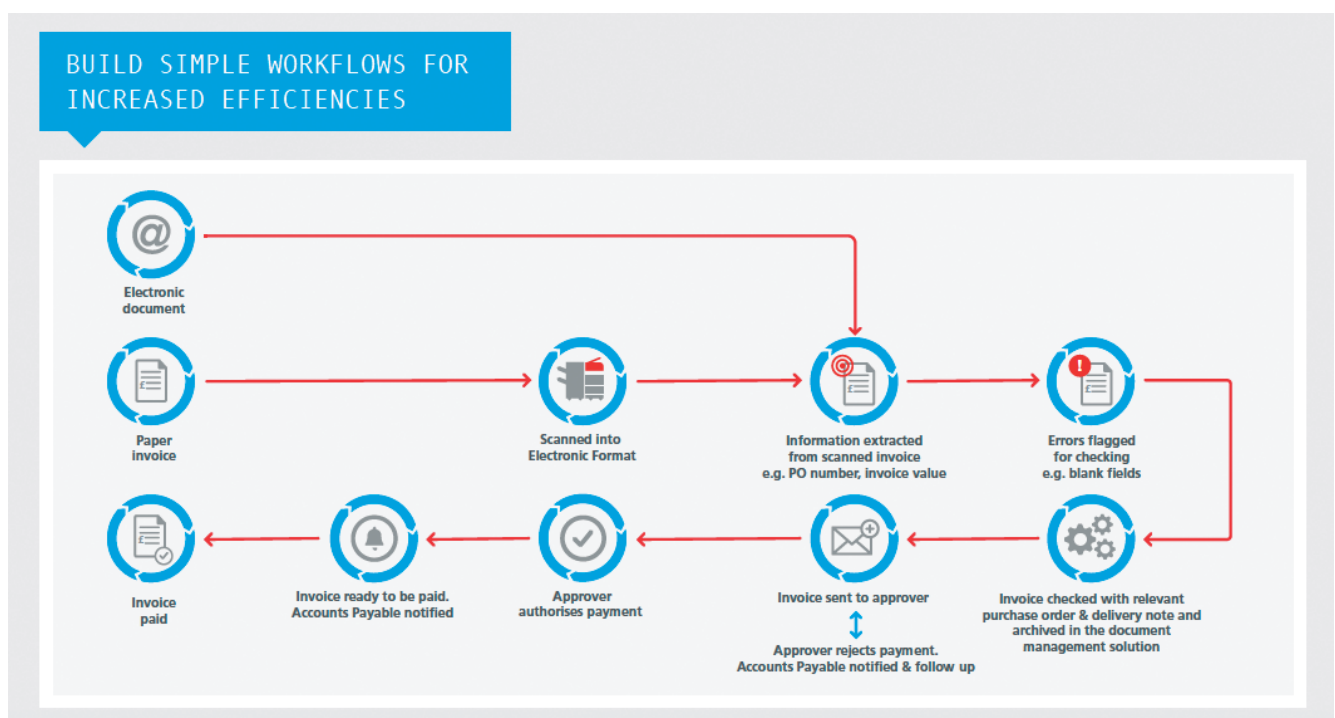 BUILD SIMPLE WORKFLOWS FOR
INCREASED EFFICIENCIES
@
Electronic
document
£
Paper
invoice
Scanned into
Electronic Format
£
Information extracted
from scanned invoice
e.g. PO number, invoice value
!
£
Errors flagged
for checking
e.g. blank fields
£
Invoice
paid
Invoice ready to be paid.
Accounts Payable notified
Approver
authorises payment
Invoice sent to approver
Approver rejects payment.
Accounts Payable notified & follow up
Invoice checked with relevant
purchase order & delivery note and
archived in the document
management solution